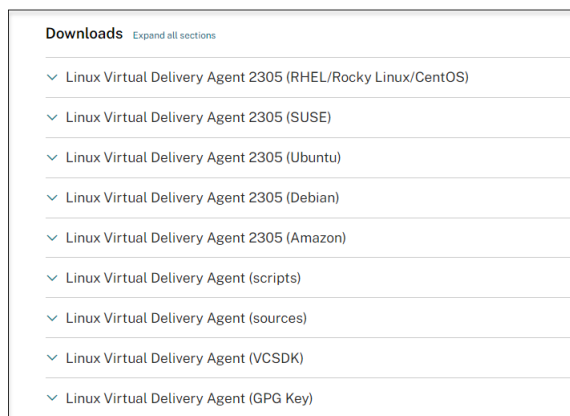 Downloads Expand all sections
Linux Virtual Delivery Agent 2305 (RHEL/Rocky Linux/CentOS)
Linux Virtual Delivery Agent 2305 (SUSE)
Linux Virtual Delivery Agent 2305 (Ubuntu)
Linux Virtual Delivery Agent 2305 (Debian)
Linux Virtual Delivery Agent 2305 (Amazon)
Linux Virtual Delivery Agent (scripts)
Linux Virtual Delivery Agent (sources)
Linux Virtual Delivery Agent (VCSDK)
Linux Virtual Delivery Agent (GPG Key)